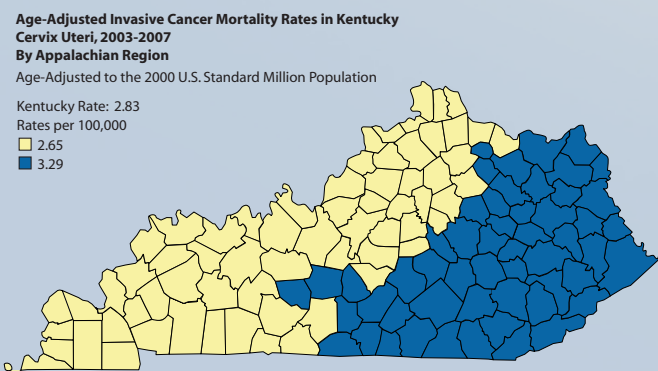 Age-Adjusted Invasive Cancer Mortality Rates in Kentucky
Cervix Uteri, 2003-2007
By Appalachian Region
Age-Adjusted to the 2000 U.S. Standard Million Population
Kentucky Rate: 2.83
Rates per 100,000
2.65
3.29